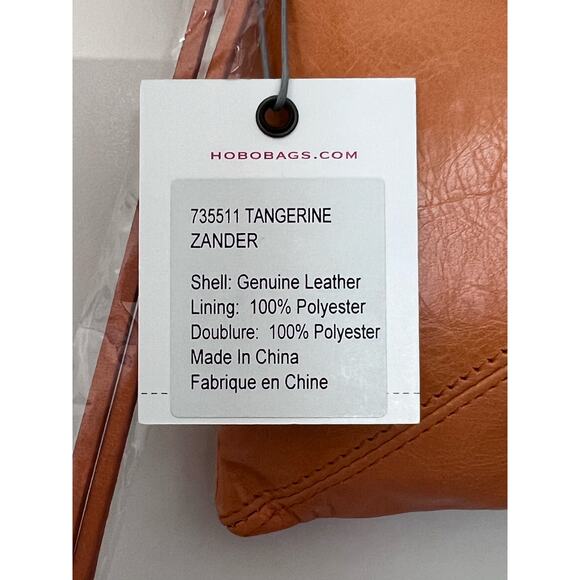 HOBOBAGS.COM
735511 TANGERINE
ZANDER
Shell: Genuine Leather
Lining: 100% Polyester
Doublure: 100% Polyester
Made In China
Fabrique en Chine